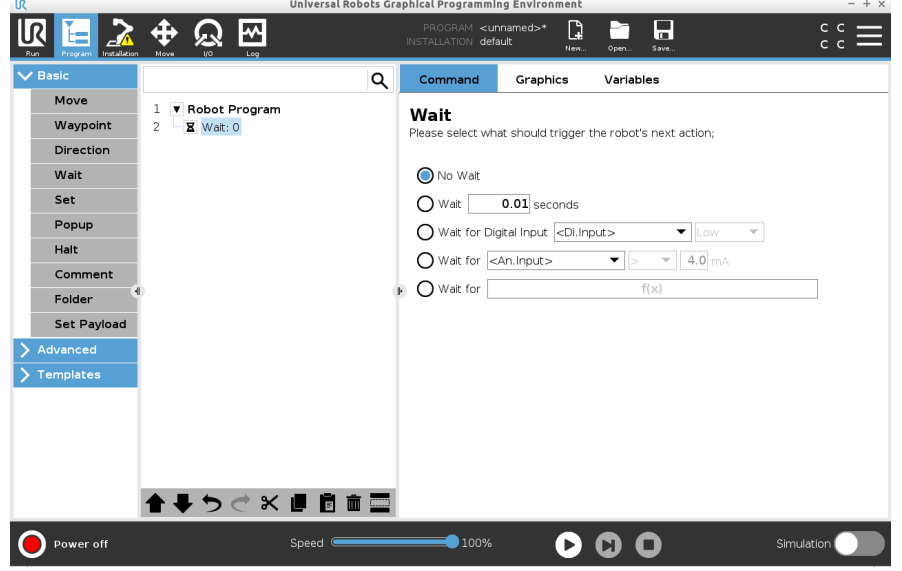 UR Universal Robots Graphical Programming Environment
PROGRAM <unnamed>*
INSTALLATION default
UR
Run Program Installation Move I/O Log New... Open... Save...
C C
C C
Basic
Move
Waypoint
Direction
Wait
Set
Popup
Halt
Comment
Folder
Set Payload
Advanced
Templates
1 Robot Program
2 Wait: 0
Command Graphics Variables
Wait
Please select what should trigger the robot's next action;
No Wait
Wait 0.01 seconds
Wait for Digital Input <Di.Input> Low
Wait for <An.Input> > 4.0 mA
Wait for f(x)
Power off
Speed 100%
Simulation